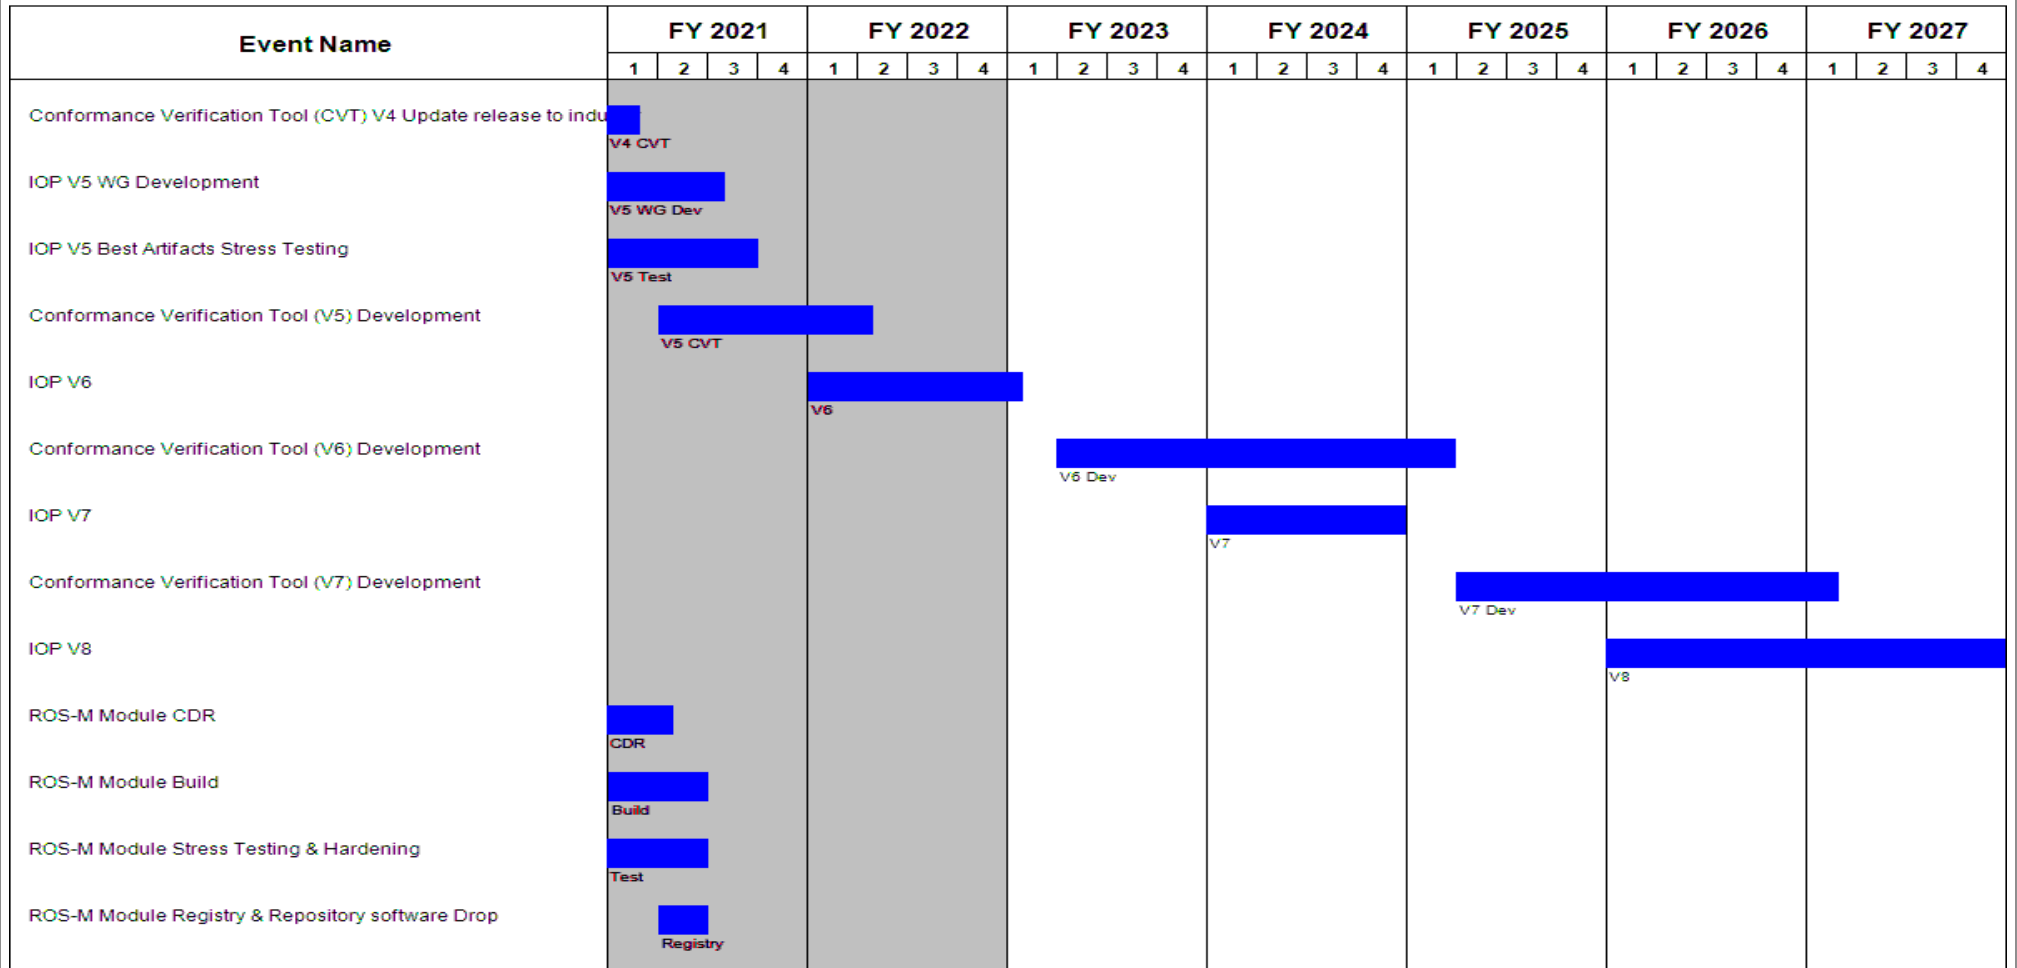 Event Name
FY 2021 FY 2022 FY 2023 FY 2024 FY 2025 FY 2026 FY 2027
1 2 3 4 1 2 3 4 1 2 3 4 1 2 3 4 1 2 3 4 1 2 3 4 1 2 3 4
Conformance Verification Tool (CVT) V4 Update release to indu
V4 CVT
IOP V5 WG Development
V5 WG Dev
IOP V5 Best Artifacts Stress Testing
V5 Test
Conformance Verification Tool (V5) Development
V5 CVT
IOP V6
V6
Conformance Verification Tool (V6) Development
V6 Dev
IOP V7
V7
Conformance Verification Tool (V7) Development
V7 Dev
IOP V8
V8
ROS-M Module CDR
CDR
ROS-M Module Build
Build
ROS-M Module Stress Testing & Hardening
Test
ROS-M Module Registry & Repository software Drop
Registry